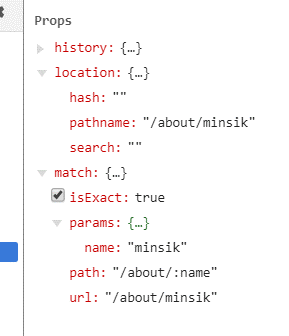 Props
history: {…}
location: {…}
hash: ""
pathname: "/about/minsik"
search: ""
match: {…}
isExact: true
params: {…}
name: "minsik"
path: "/about/:name"
url: "/about/minsik"